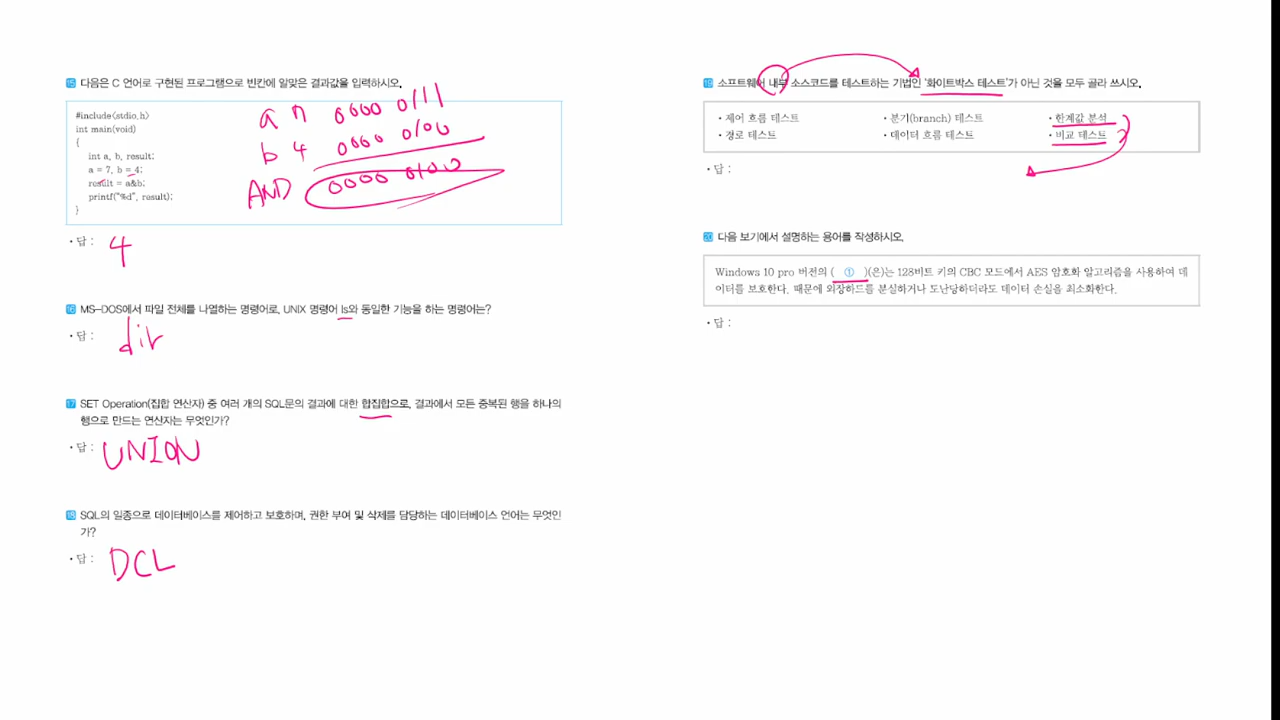 15 다음은 C 언어로 구현된 프로그램으로 빈칸에 알맞은 결과값을 입력하시오.
#include<stdio.h>
int main(void)
{
int a, b, result;
a = 7, b = 4;
result = a&b;
printf("%d", result);
}
a 7 0000 0111
b 4 0000 0100
AND 0000 0100
• 답 : 4
16 MS-DOS에서 파일 전체를 나열하는 명령어로, UNIX 명령어 ls와 동일한 기능을 하는 명령어는?
• 답 : dir
17 SET Operation(집합 연산자) 중 여러 개의 SQL문의 결과에 대한 합집합으로, 결과에서 모든 중복된 행을 하나의
행으로 만드는 연산자는 무엇인가?
• 답 : UNION
18 SQL의 일종으로 데이터베이스를 제어하고 보호하며, 권한 부여 및 삭제를 담당하는 데이터베이스 언어는 무엇인
가?
• 답 : DCL
19 소프트웨어 내부 소스코드를 테스트하는 기법인 '화이트박스 테스트'가 아닌 것을 모두 골라 쓰시오.
• 제어 흐름 테스트 • 분기(branch) 테스트 • 한계값 분석
• 경로 테스트 • 데이터 흐름 테스트 • 비교 테스트
• 답 :
20 다음 보기에서 설명하는 용어를 작성하시오.
Windows 10 pro 버전의 ( ① )(은)는 128비트 키의 CBC 모드에서 AES 암호화 알고리즘을 사용하여 데
이터를 보호한다. 때문에 외장하드를 분실하거나 도난당하더라도 데이터 손실을 최소화한다.
• 답 :